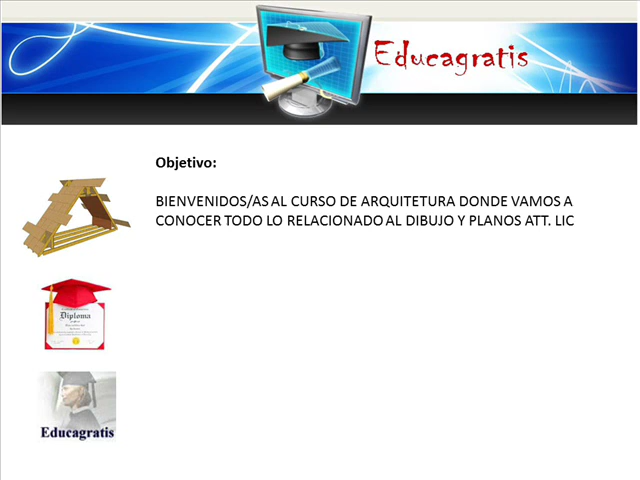 Educagratis
Objetivo:
BIENVENIDOS/AS AL CURSO DE ARQUITETURA DONDE VAMOS A
CONOCER TODO LO RELACIONADO AL DIBUJO Y PLANOS ATT. LIC
Diploma
Educagratis